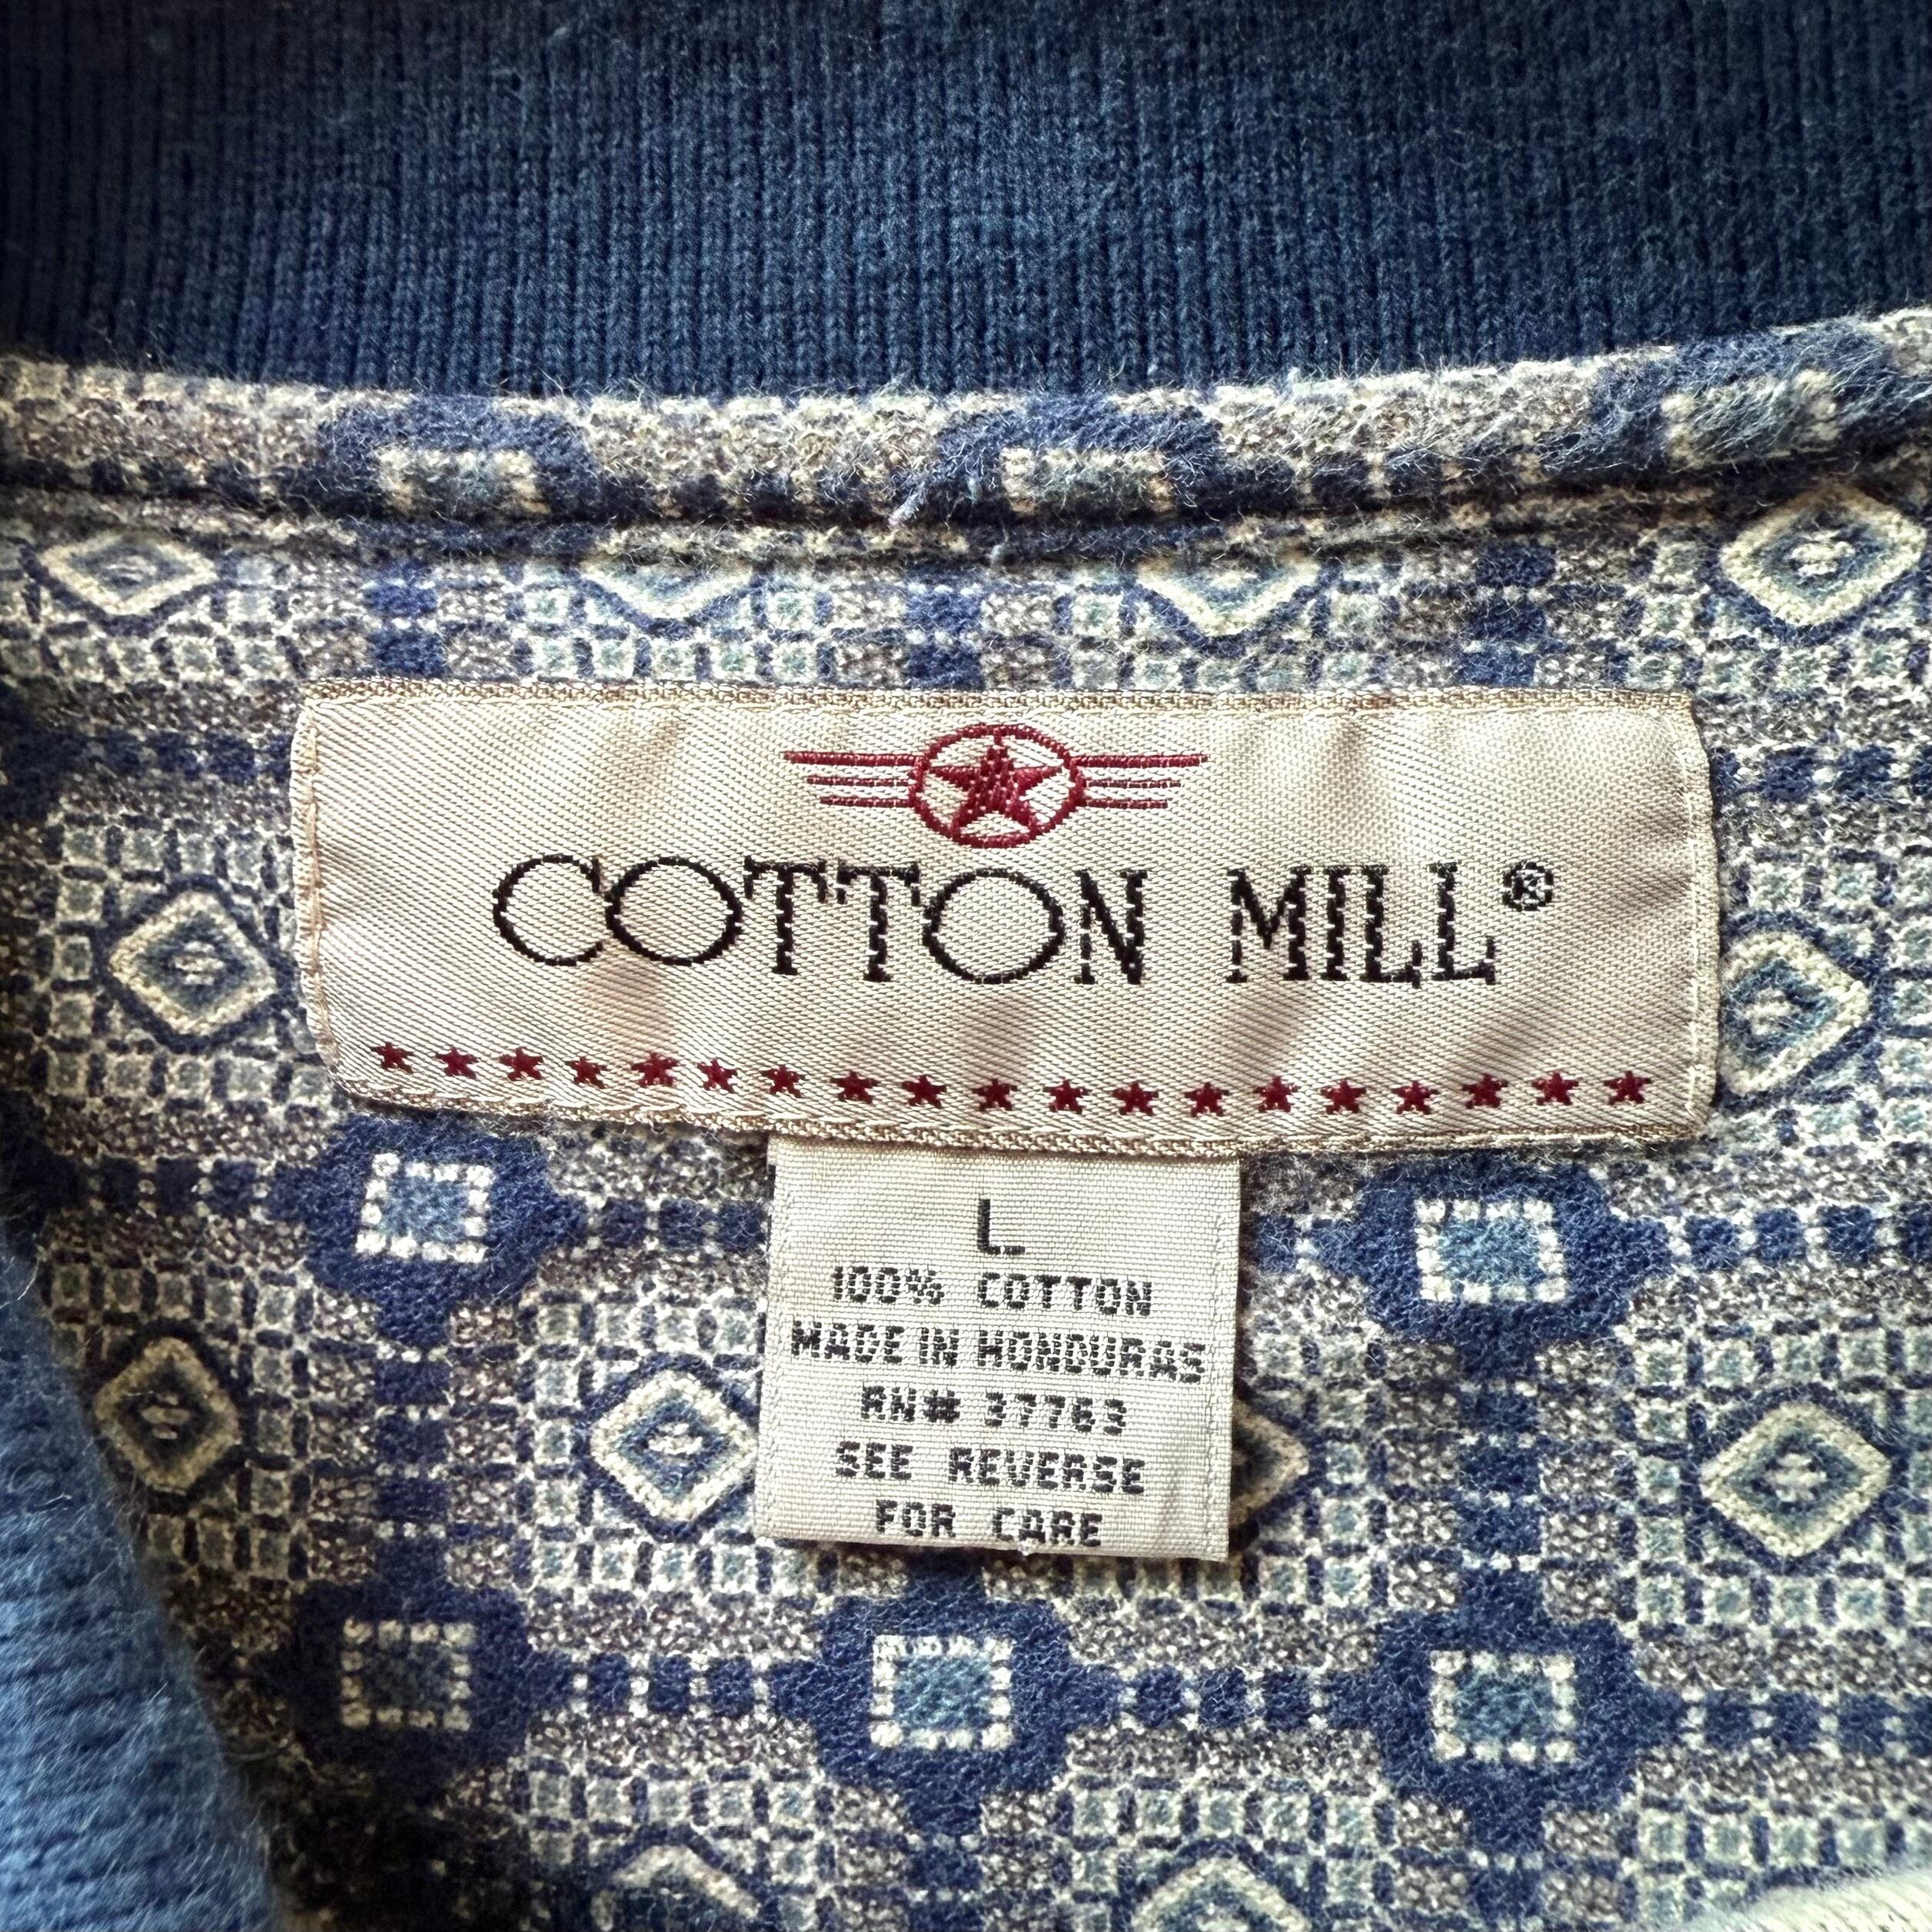 COTTON MILL®
L
100% COTTON
MADE IN HONDURAS
RN# 37763
SEE REVERSE
FOR CARE